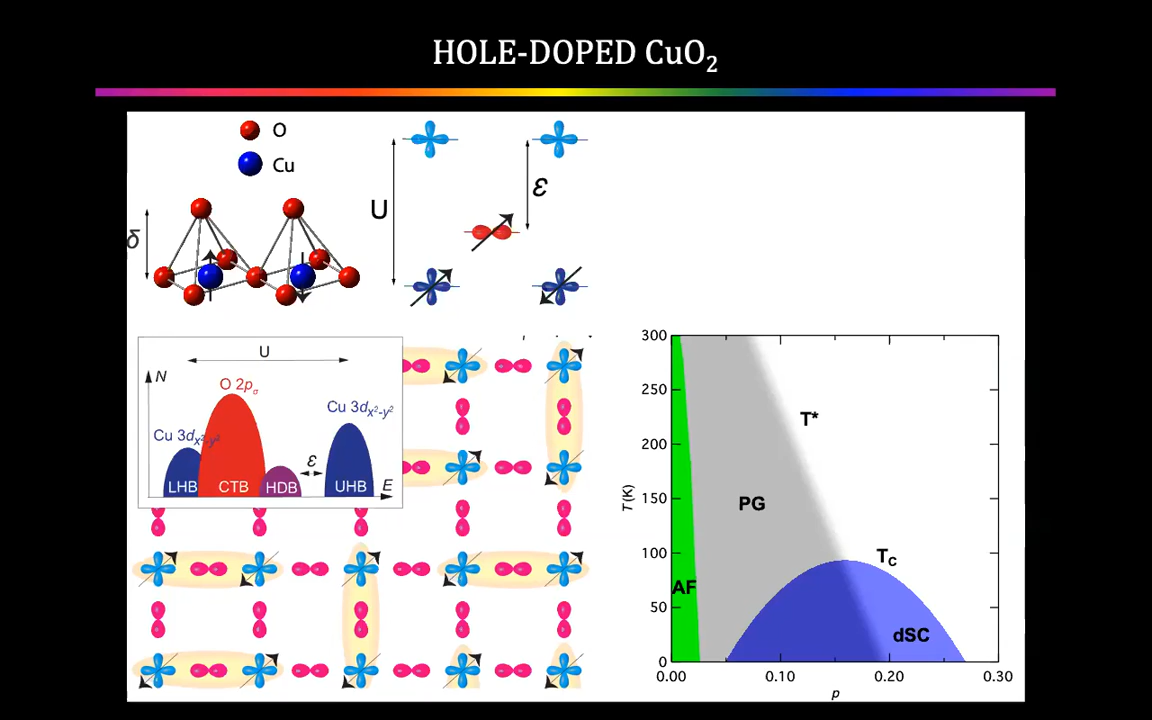 HOLE-DOPED CuO₂
O
Cu
δ
U
ℰ
U
N
O 2pσ
Cu 3dx²-y²
Cu 3dx²-y²
ℰ
LHB
CTB
HDB
UHB
E
300
250
200
150
100
50
0
T(K)
T*
PG
TC
AF
dSC
0.00
0.10
0.20
0.30
p